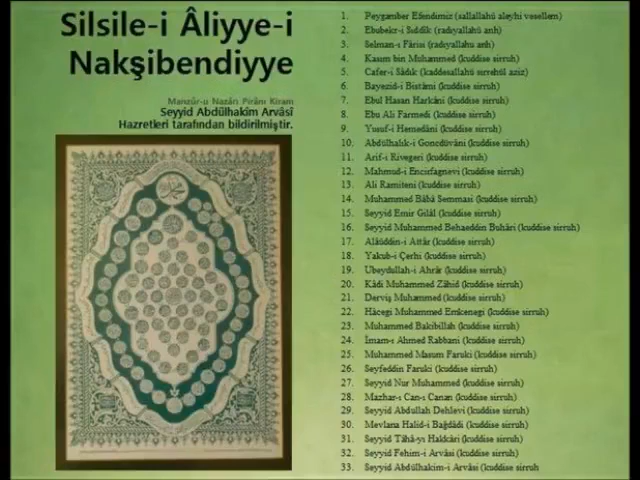 Silsile-i Âliyye-i
Nakşibendiyye
Manzûr-u Nazârı Pirânı Kiram
Seyyid Abdülhakîm Arvâsî
Hazretleri tarafından bildirilmiştir.
1. Peygamber Efendimiz (sallallahü aleyhi vesellem)
2. Ebubekr-i Sıddîk (radıyallahü anh)
3. Selman-ı Fârisi (radıyallahü anh)
4. Kasım bin Muhammed (kuddise sirruh)
5. Cafer-i Sâdık (kaddesallahü sirrehül aziz)
6. Bayezid-i Bistâmi (kuddise sirruh)
7. Ebul Hasan Harkâni (kuddise sirruh)
8. Ebu Ali Farmedi (kuddise sirruh)
9. Yusuf-i Hemedâni (kuddise sirruh)
10. Abdülhalık-i Goncdüvâni (kuddise sirruh)
11. Arif-i Rivegeri (kuddise sirruh)
12. Mahmud-i Encirfagnevi (kuddise sirruh)
13. Ali Ramiteni (kuddise sirruh)
14. Muhammed Bâbâ Semmasi (kuddise sirruh)
15. Seyyid Emir Gilâl (kuddise sirruh)
16. Seyyid Muhammed Behaeddin Buhâri (kuddise sirruh)
17. Alâüddin-i Attâr (kuddise sirruh)
18. Yakub-i Çerhi (kuddise sirruh)
19. Ubeydullah-i Ahrâr (kuddise sirruh)
20. Kâdi Muhammed Zâhid (kuddise sirruh)
21. Derviş Muhammed (kuddise sirruh)
22. Hâcegi Muhammed Emkenegi (kuddise sirruh)
23. Muhammed Bakibillah (kuddise sirruh)
24. İmam-ı Ahmed Rabbani (kuddise sirruh)
25. Muhammed Masum Faruki (kuddise sirruh)
26. Seyfeddin Faruki (kuddise sirruh)
27. Seyyid Nur Muhammed (kuddise sirruh)
28. Mazhar-ı Can-ı Canan (kuddise sirruh)
29. Seyyid Abdullah Dehlevi (kuddise sirruh)
30. Mevlana Halid-i Bağdâdi (kuddise sirruh)
31. Seyyid Tâhâ-yı Hakkâri (kuddise sirruh)
32. Seyyid Fehim-i Arvâsi (kuddise sirruh)
33. Seyyid Abdülhakim-i Arvâsi (kuddise sirruh